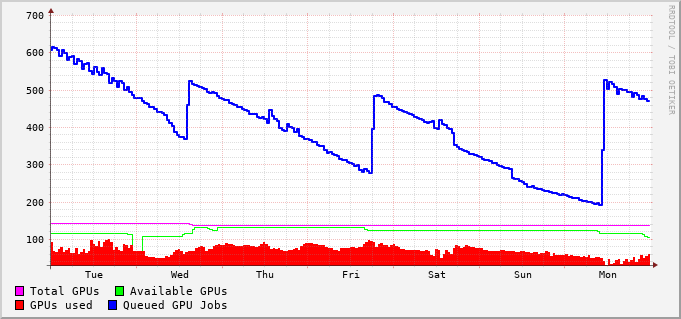 700
600
500
400
300
200
100
Tue Wed Thu Fri Sat Sun Mon
Total GPUs Available GPUs
GPUs used Queued GPU Jobs
RRDTOOL / TOBI OETIKER